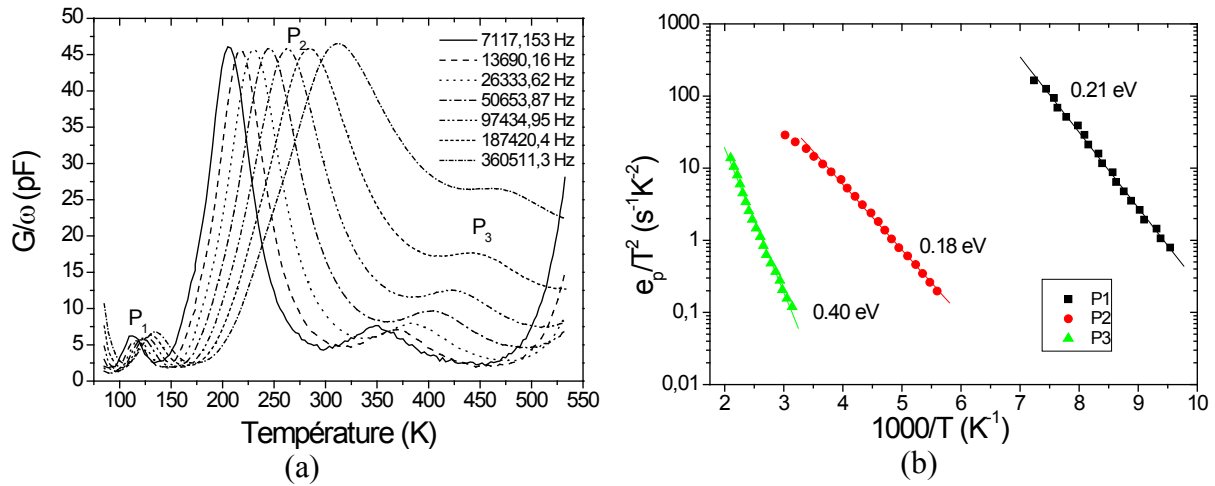 P₂
7117,153 Hz
13690,16 Hz
26333,62 Hz
50653,87 Hz
97434,95 Hz
187420,4 Hz
360511,3 Hz
P₃
P₁
50
45
40
35
30
25
20
15
10
5
0
G/ω (pF)
100 150 200 250 300 350 400 450 500 550
Température (K)
(a)
1000
100
10
1
0,1
0,01
eₚ/T² (s⁻¹K⁻²)
0.21 eV
0.18 eV
0.40 eV
P1
P2
P3
2 3 4 5 6 7 8 9 10
1000/T (K⁻¹)
(b)